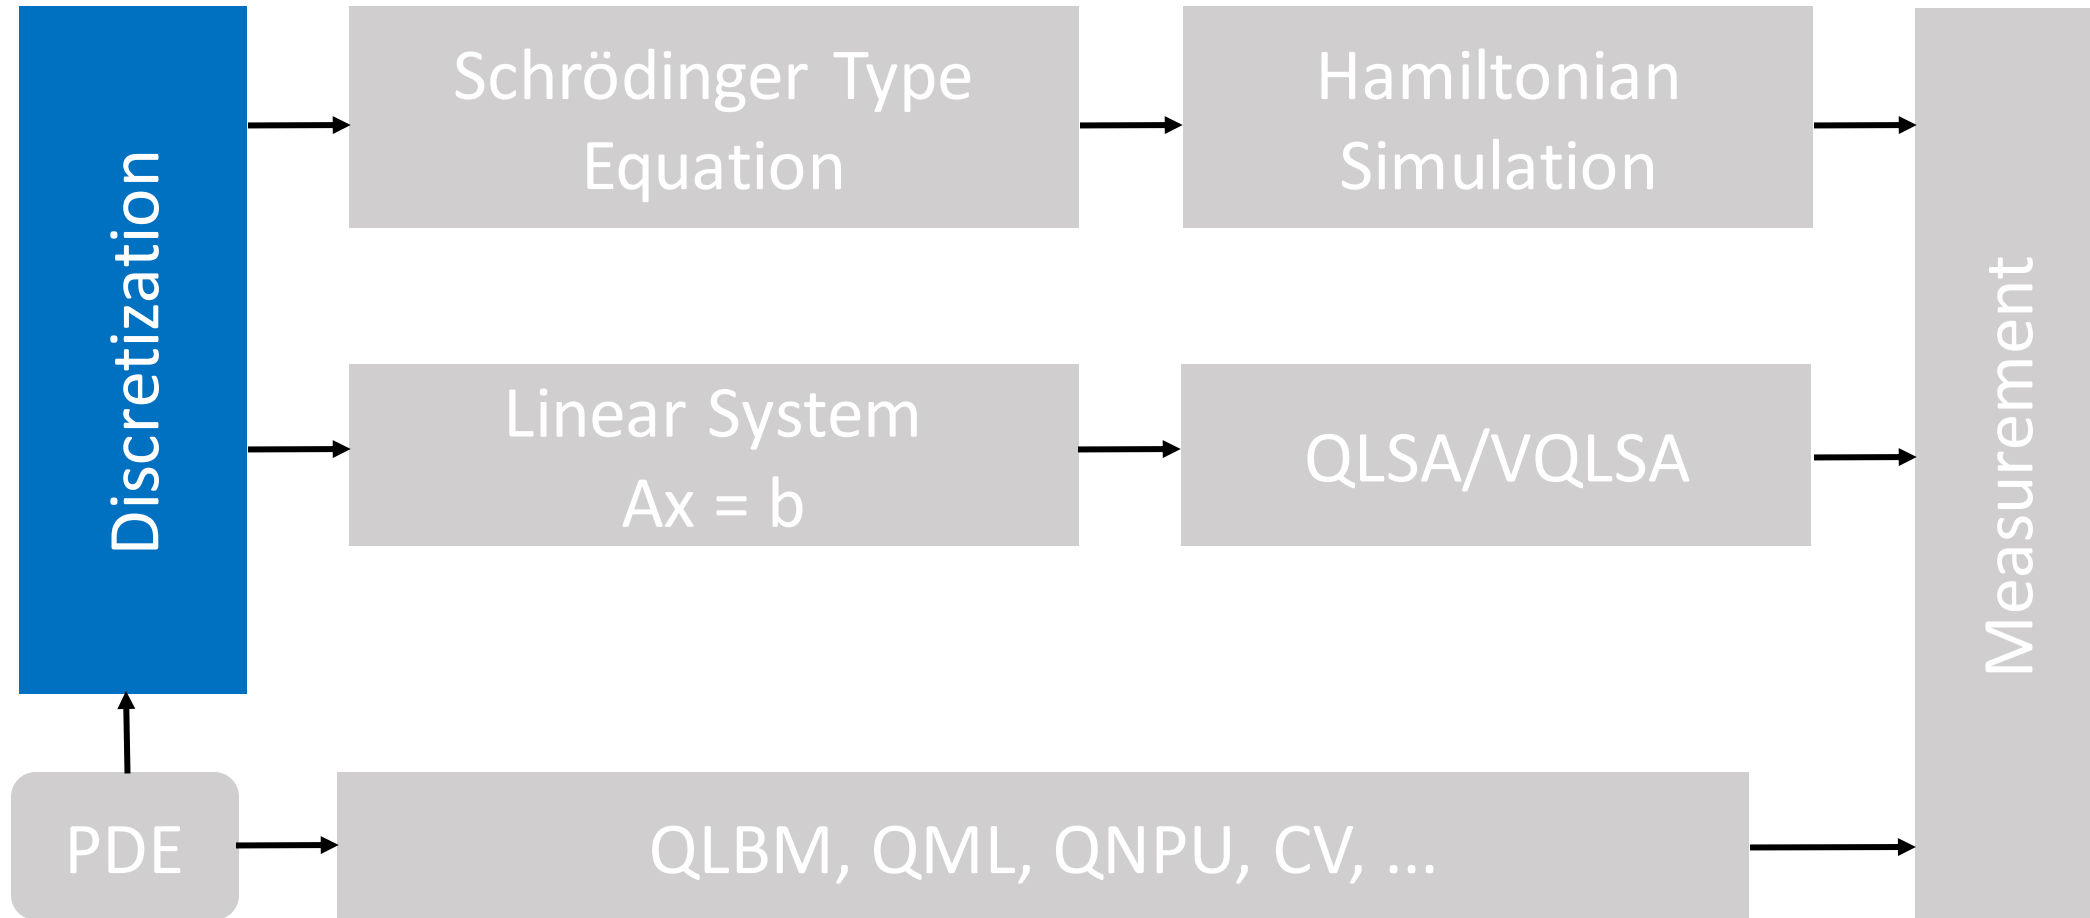 Discretization
Schrödinger Type
Equation
Hamiltonian
Simulation
Linear System
Ax = b
QLSA/VQLSA
Measurement
PDE
QLBM, QML, QNPU, CV, ...